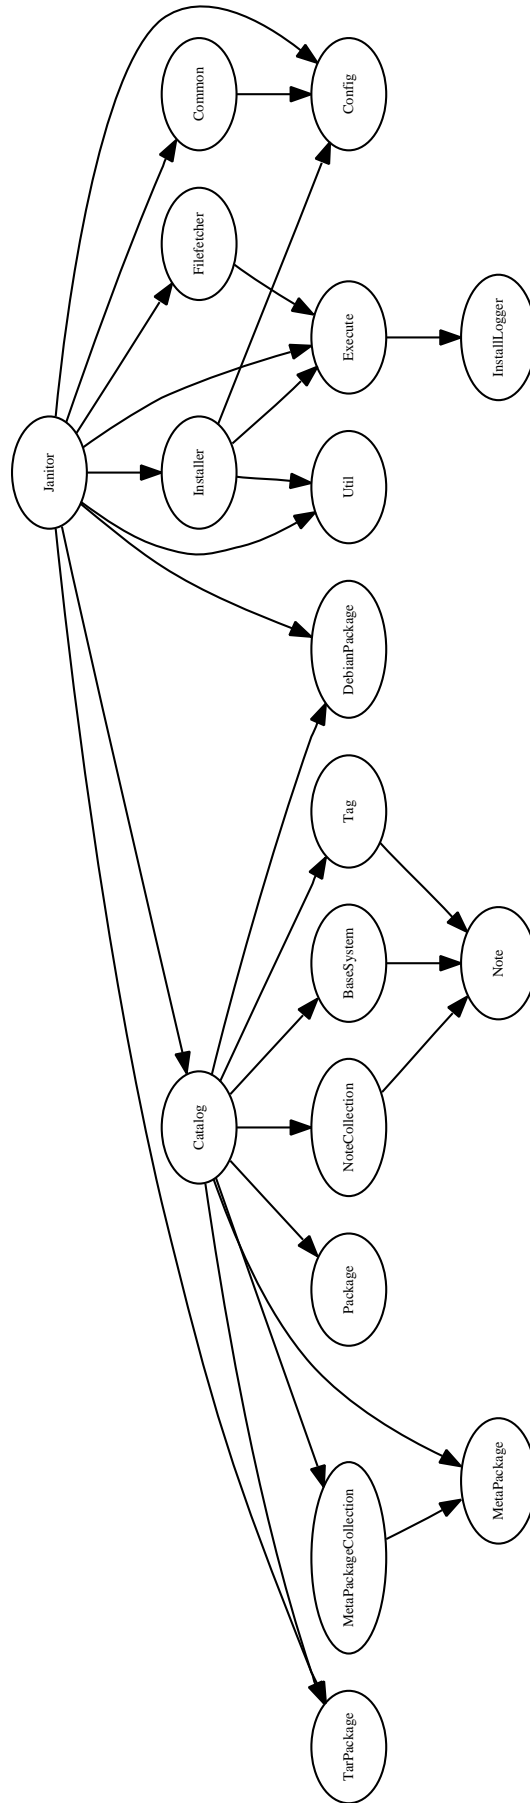 Janitor
Common
Filefetcher
Installer
Catalog
Config
Execute
Util
DebianPackage
Tag
BaseSystem
NoteCollection
Package
MetaPackageCollection
TarPackage
InstallLogger
Note
MetaPackage